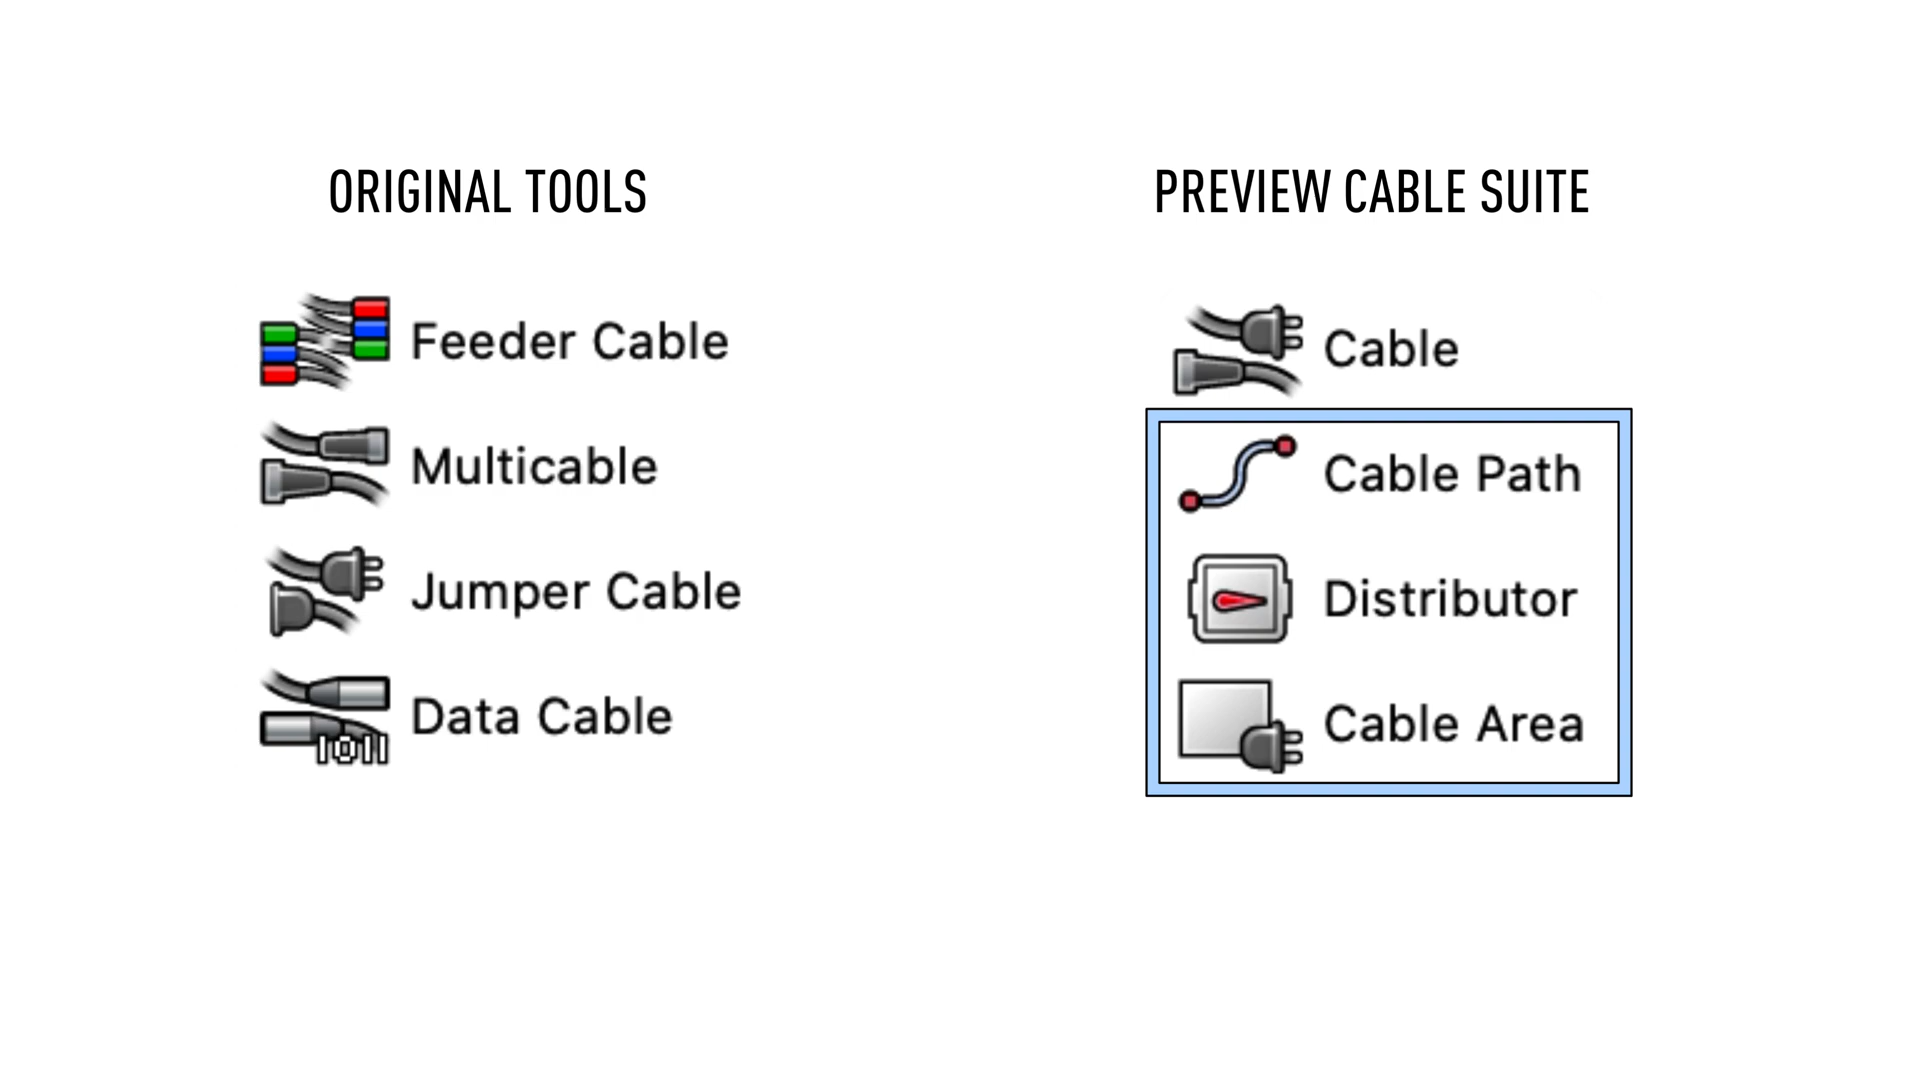 ORIGINAL TOOLS
Feeder Cable
Multicable
Jumper Cable
Data Cable
PREVIEW CABLE SUITE
Cable
Cable Path
Distributor
Cable Area